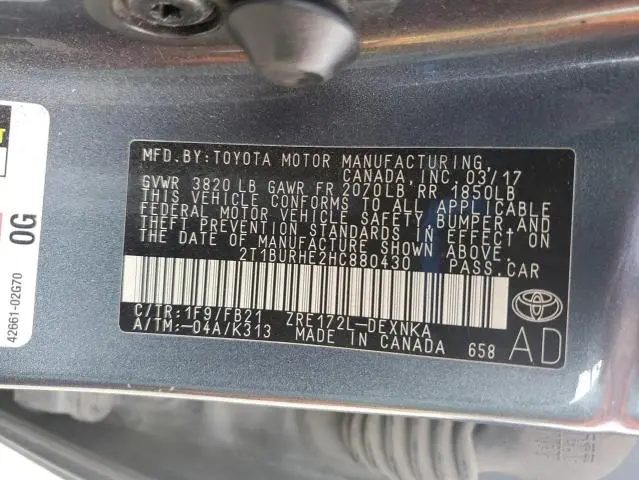 MFD. BY: TOYOTA MOTOR MANUFACTURING
CANADA, INC. 03/17
GVWR 3820 LB GAWR FR 2070LB RR 1850LB
THIS VEHICLE CONFORMS TO ALL APPLICABLE
FEDERAL MOTOR VEHICLE SAFETY, BUMPER, AND
THEFT PREVENTION STANDARDS IN EFFECT ON
THE DATE OF MANUFACTURE SHOWN ABOVE.
2T1BURHE2HC880430 PASS.CAR
C/TR:1F9/FB21 ZRE172L-DEXNKA
A/TM:-04A/K313 MADE IN CANADA 658
TOYOTA
AD
42661-02G70
0G